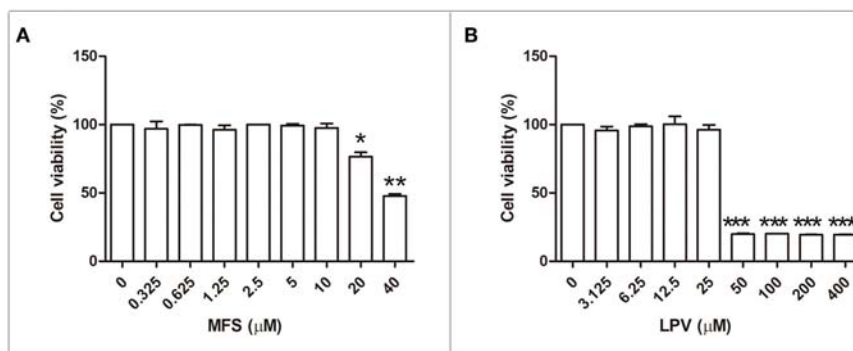 A
150
100
50
0
Cell viability (%)
*
**
0 0.325 0.625 1.25 2.5 5 10 20 40
MFS (μM)
B
150
100
50
0
Cell viability (%)
*** *** *** ***
0 3.125 6.25 12.5 25 50 100 200 400
LPV (μM)